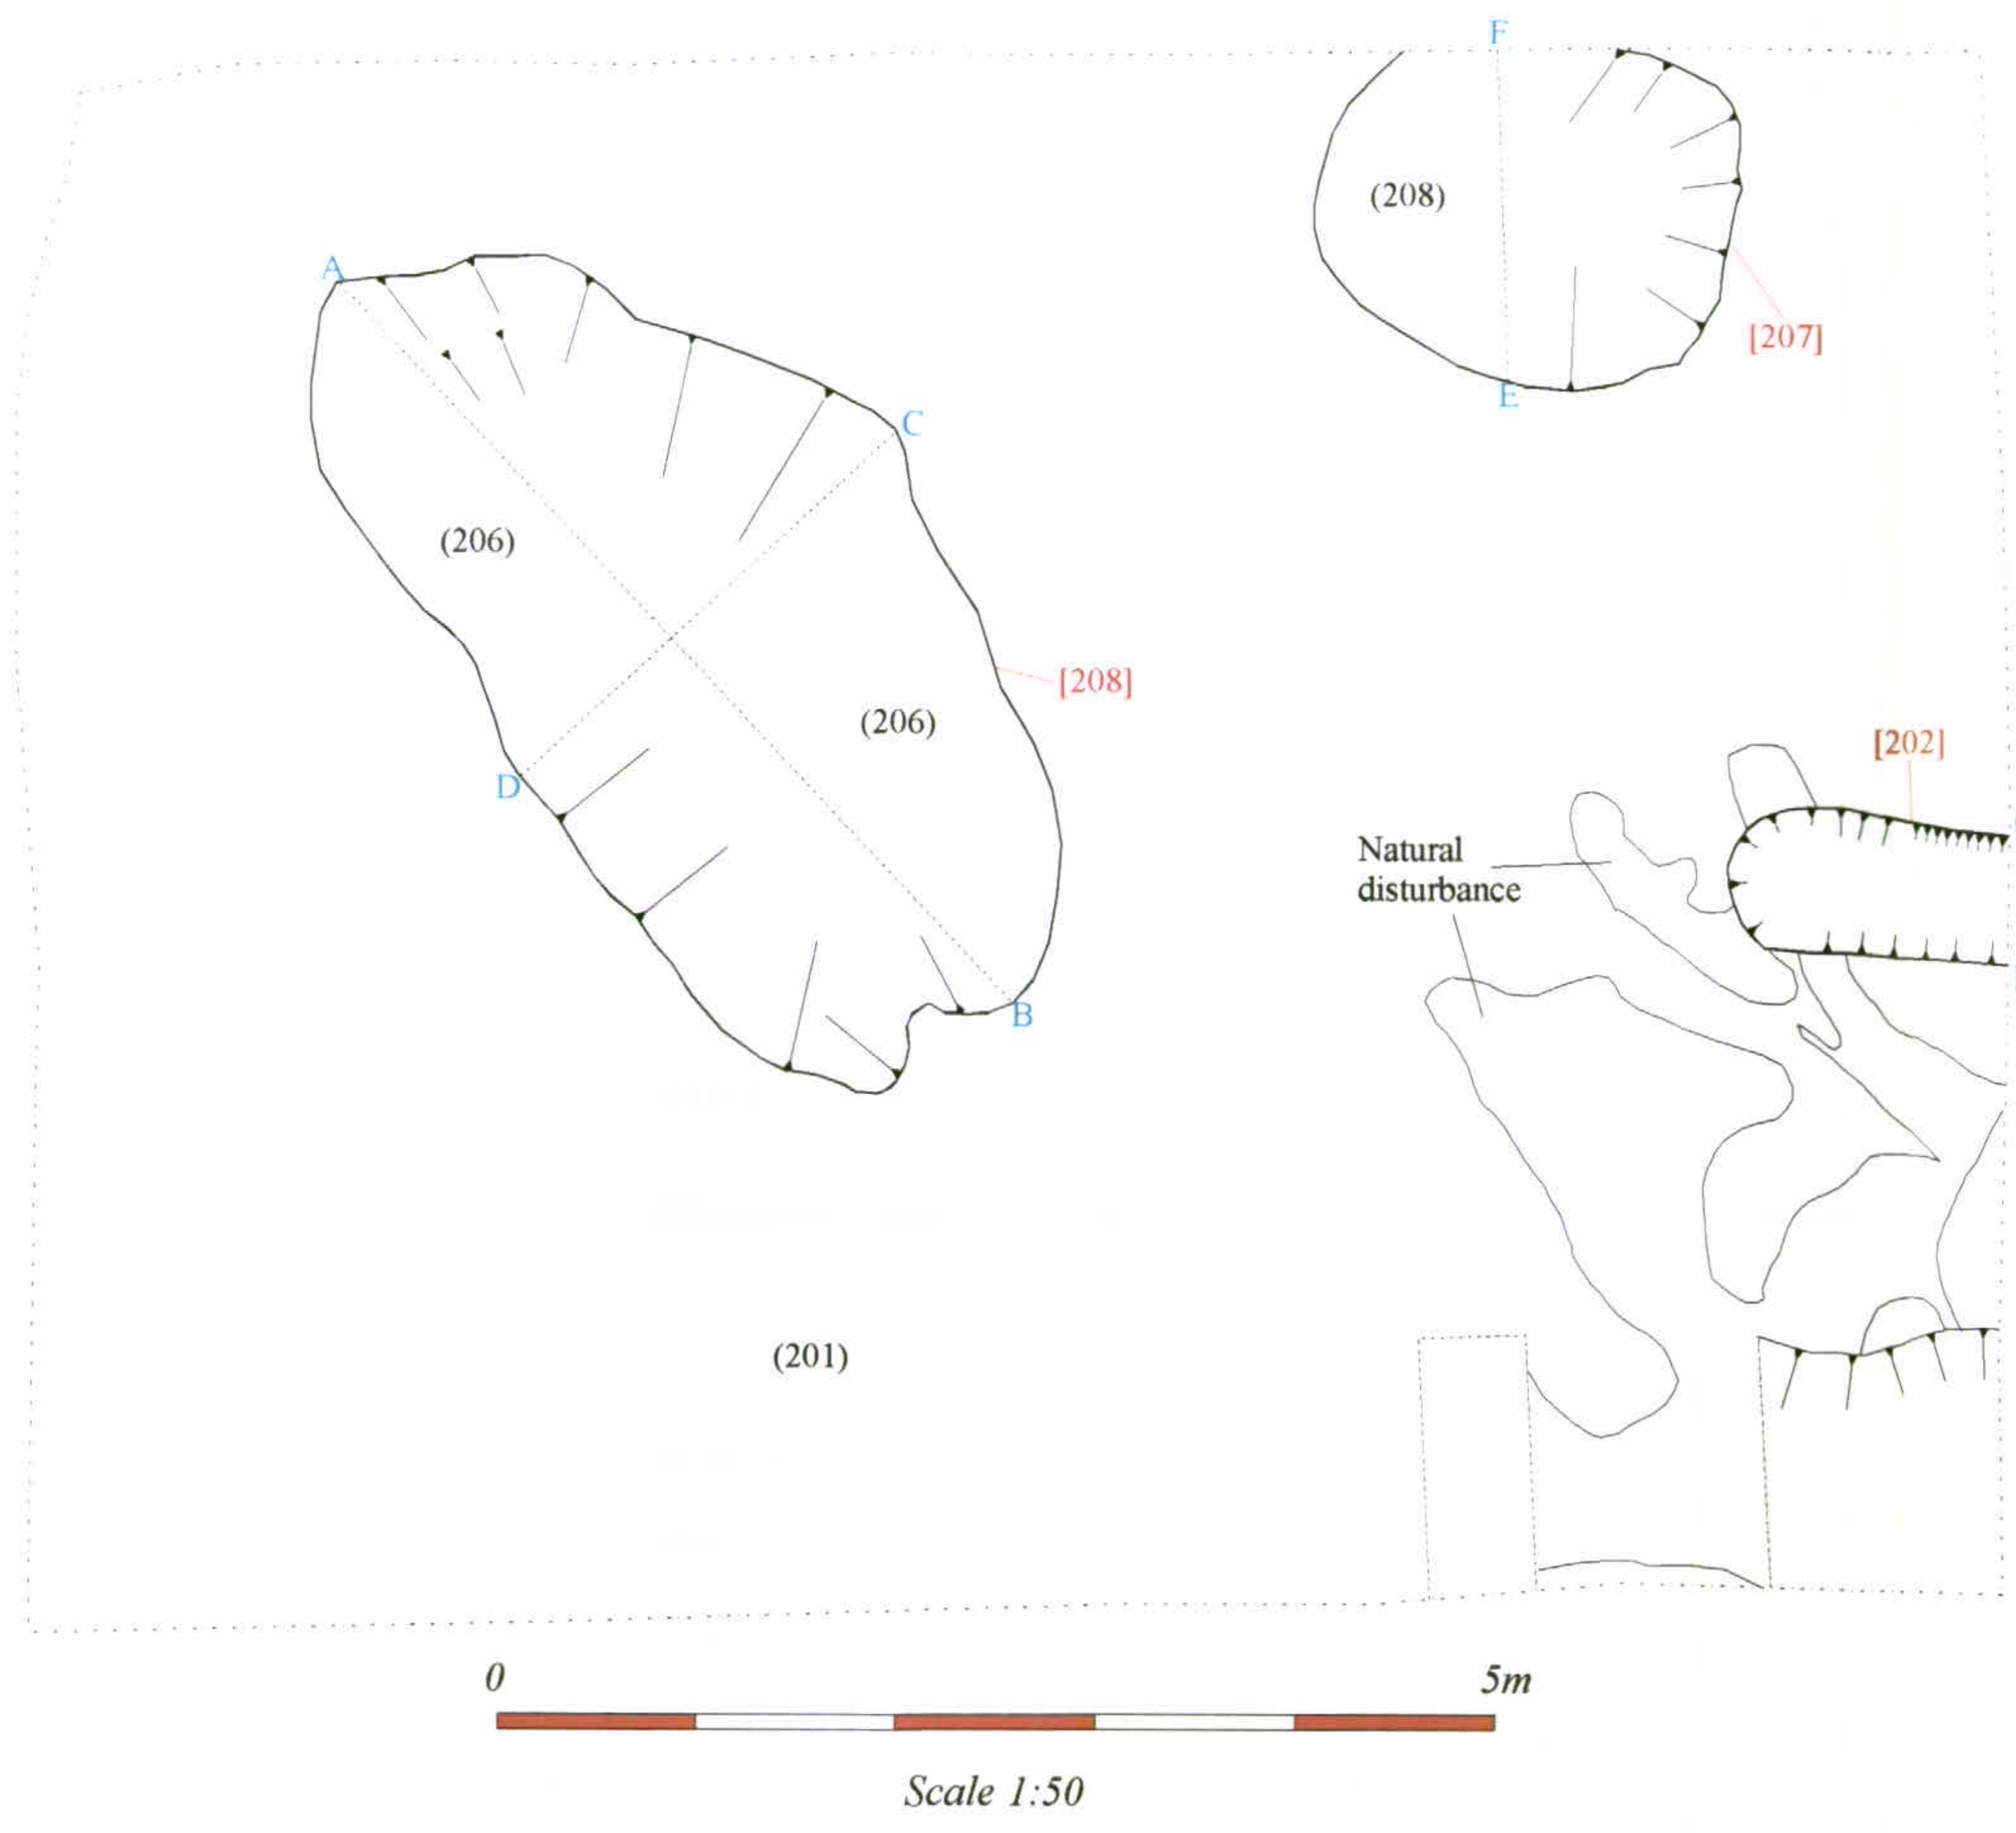 F
(208)
A
[207]
E
C
(206)
[208]
(206)
[202]
D
Natural
disturbance
B
(201)
0
5m
Scale 1:50